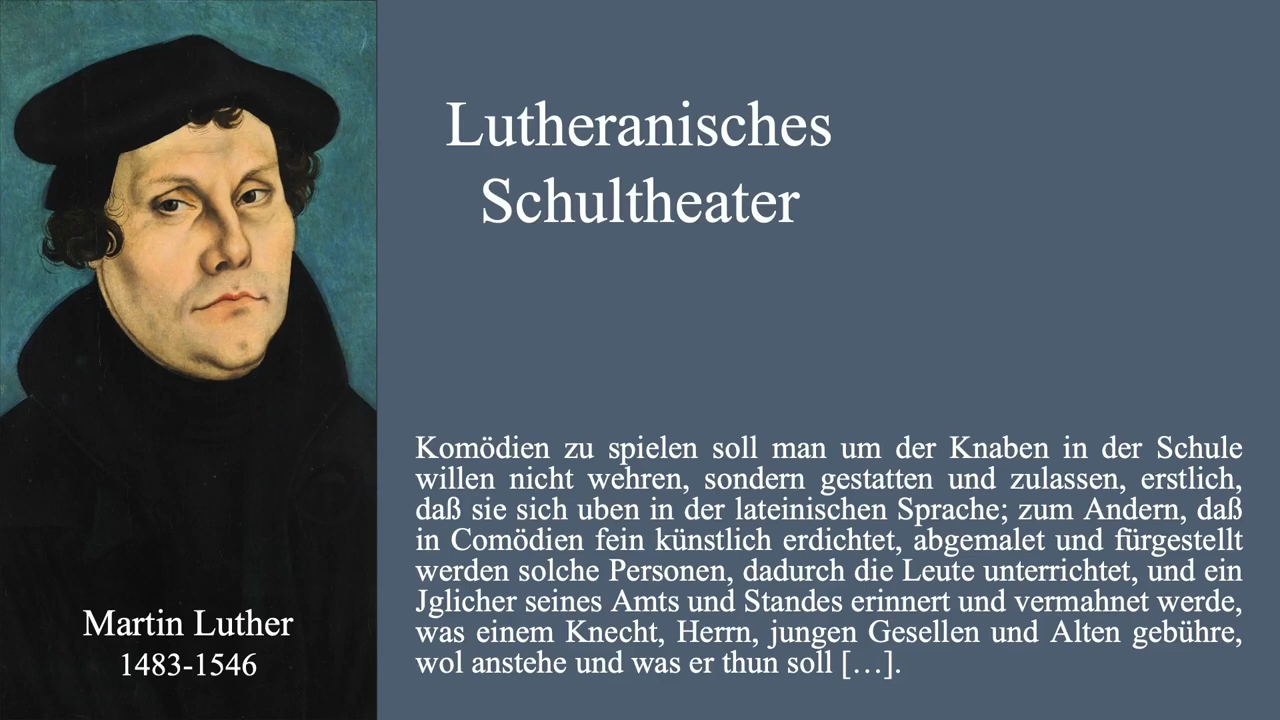 Lutheranisches
Schultheater
Komödien zu spielen soll man um der Knaben in der Schule
willen nicht wehren, sondern gestatten und zulassen, erstlich,
daß sie sich uben in der lateinischen Sprache; zum Andern, daß
in Comödien fein künstlich erdichtet, abgemalet und fürgestellt
werden solche Personen, dadurch die Leute unterrichtet, und ein
Jglicher seines Amts und Standes erinnert und vermahnet werde,
was einem Knecht, Herrn, jungen Gesellen und Alten gebühre,
wol anstehe und was er thun soll […].
Martin Luther
1483-1546